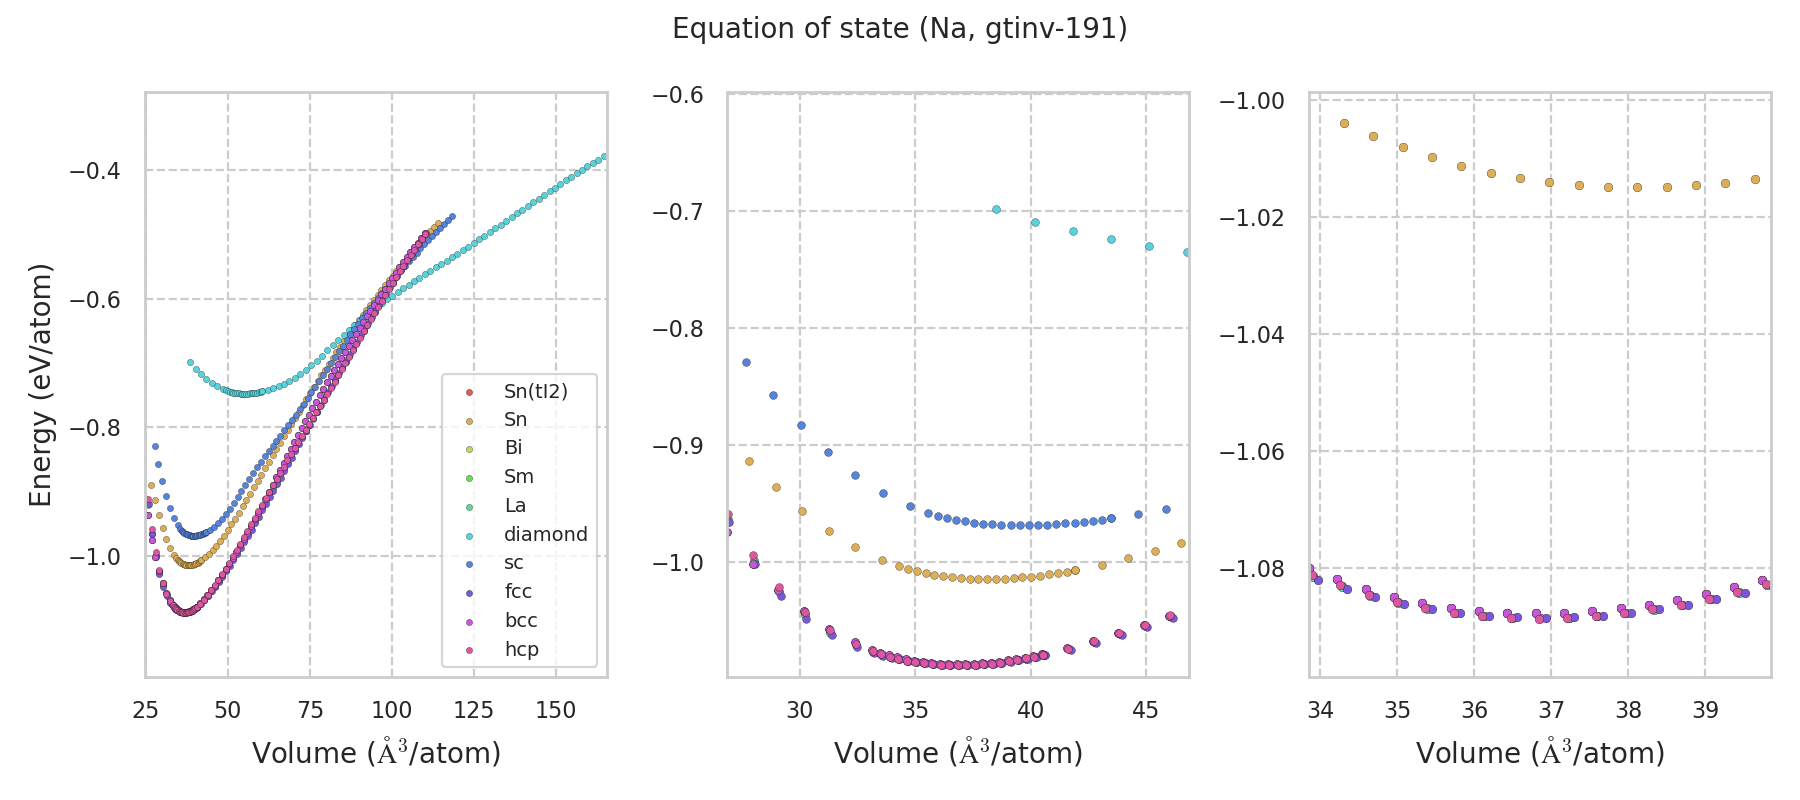 Equation of state (Na, gtinv-191)
Energy (eV/atom)
−0.4
−0.6
−0.8
−1.0
25 50 75 100 125 150
Volume (Å³/atom)
Sn(tI2)
Sn
Bi
Sm
La
diamond
sc
fcc
bcc
hcp
−0.6
−0.7
−0.8
−0.9
−1.0
30 35 40 45
Volume (Å³/atom)
−1.00
−1.02
−1.04
−1.06
−1.08
34 35 36 37 38 39
Volume (Å³/atom)